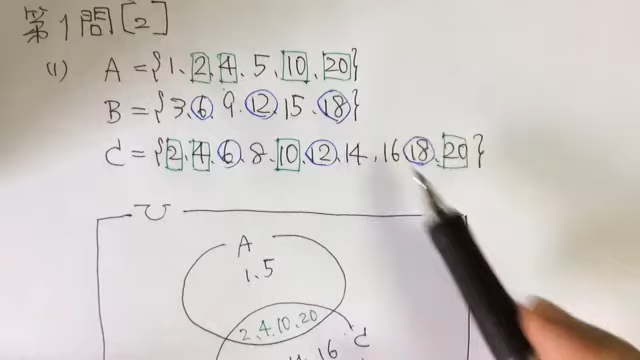 第1問[2]
(1) A={1、2、4、5、10、20}
B={3、6、9、12、15、18}
C={2、4、6、8、10、12、14、16、18、20}
U
A
1、5
2、4、10、20
C
16